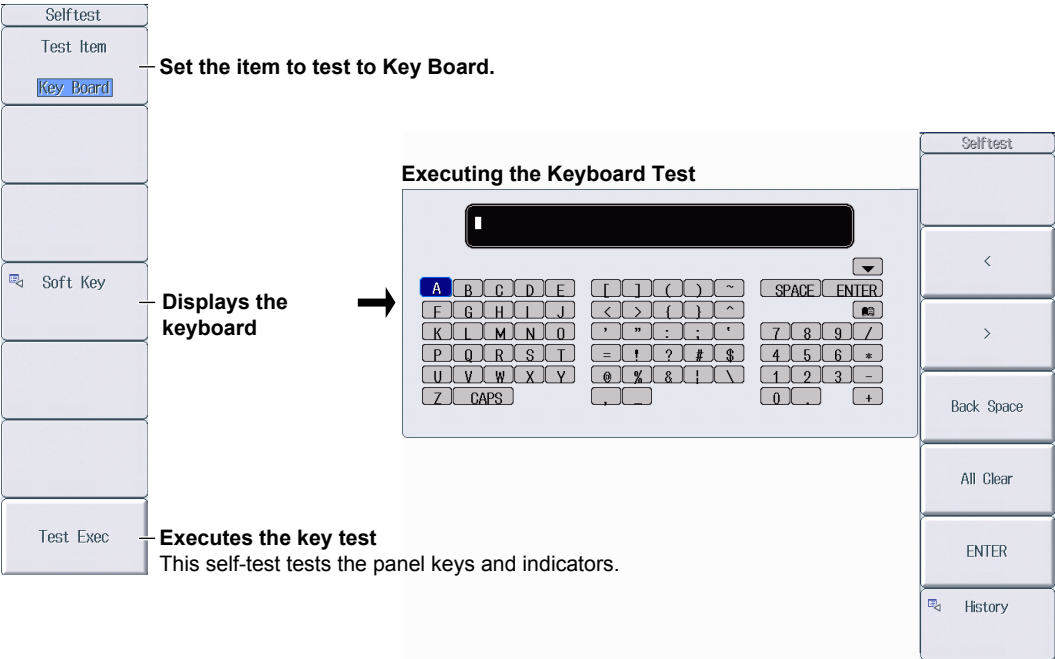 Selftest
Test Item
Key Board
Set the item to test to Key Board.
Soft Key
Displays the
keyboard
Test Exec
Executes the key test
This self-test tests the panel keys and indicators.
Executing the Keyboard Test
A B C D E [ ] ( ) ~ SPACE ENTER
F G H I J < > { } ^
K L M N O ' " : ; ‛ 7 8 9 /
P Q R S T = ! ? # $ 4 5 6 *
U V W X Y @ % & ¦ \ 1 2 3 -
Z CAPS , _ 0 . +
Selftest
<
>
Back Space
All Clear
ENTER
History